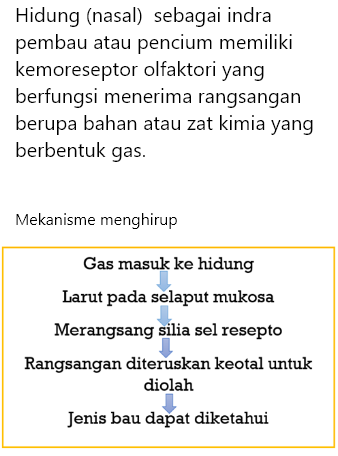 Hidung (nasal)  sebagai indra
pembau atau pencium memiliki
kemoreseptor olfaktori yang
berfungsi menerima rangsangan
berupa bahan atau zat kimia yang
berbentuk gas.
Mekanisme menghirup
Gas masuk ke hidung
Larut pada selaput mukosa
Merangsang silia sel resepto
Rangsangan diteruskan keotal untuk
diolah
Jenis bau dapat diketahui